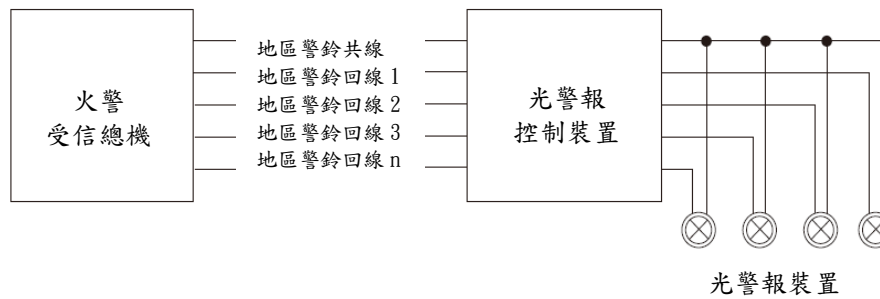 火警
受信總機
地區警鈴共線
地區警鈴回線 1
地區警鈴回線 2
地區警鈴回線 3
地區警鈴回線 n
光警報
控制裝置
光警報裝置